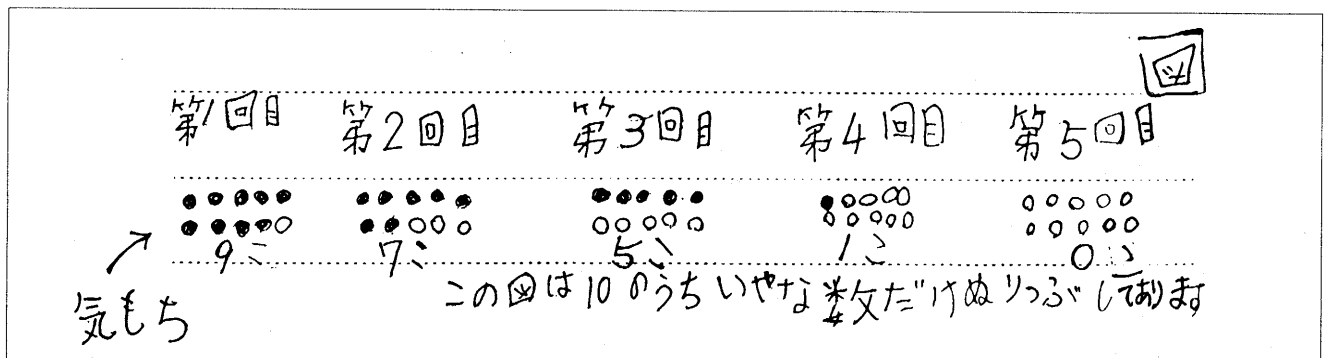 図
第1回目 第2回目 第3回目 第4回目 第5回目
9こ 7こ 5こ 1こ 0こ
気もち
この図は10のうちいやな数だけぬりつぶしてあります